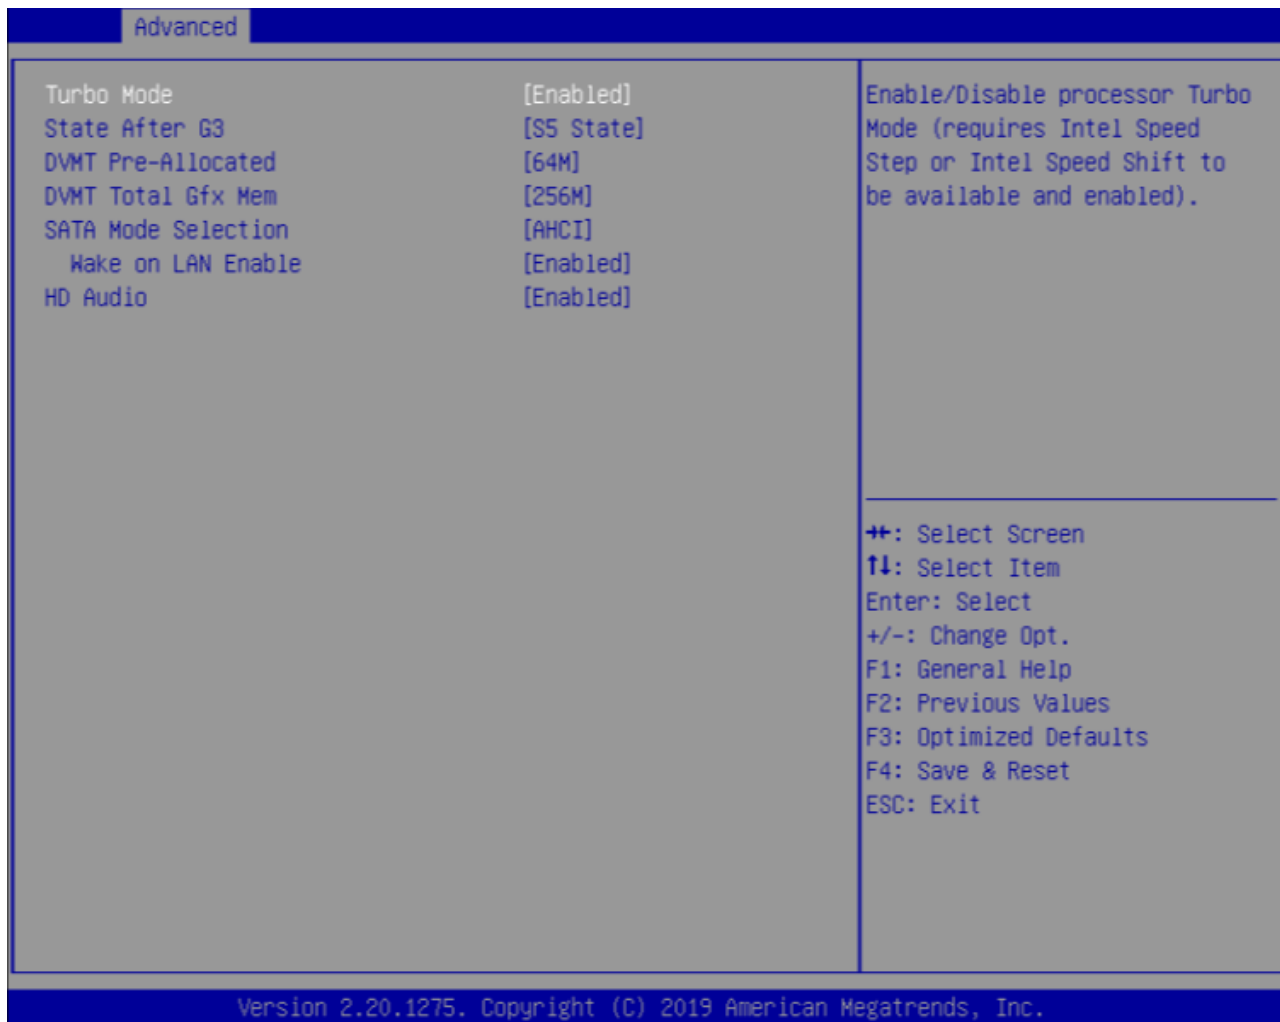 Advanced
Turbo Mode [Enabled]
State After G3 [S5 State]
DVMT Pre-Allocated [64M]
DVMT Total Gfx Mem [256M]
SATA Mode Selection [AHCI]
Wake on LAN Enable [Enabled]
HD Audio [Enabled]
Enable/Disable processor Turbo
Mode (requires Intel Speed
Step or Intel Speed Shift to
be available and enabled).
→←: Select Screen
↑↓: Select Item
Enter: Select
+/-: Change Opt.
F1: General Help
F2: Previous Values
F3: Optimized Defaults
F4: Save & Reset
ESC: Exit
Version 2.20.1275. Copyright (C) 2019 American Megatrends, Inc.